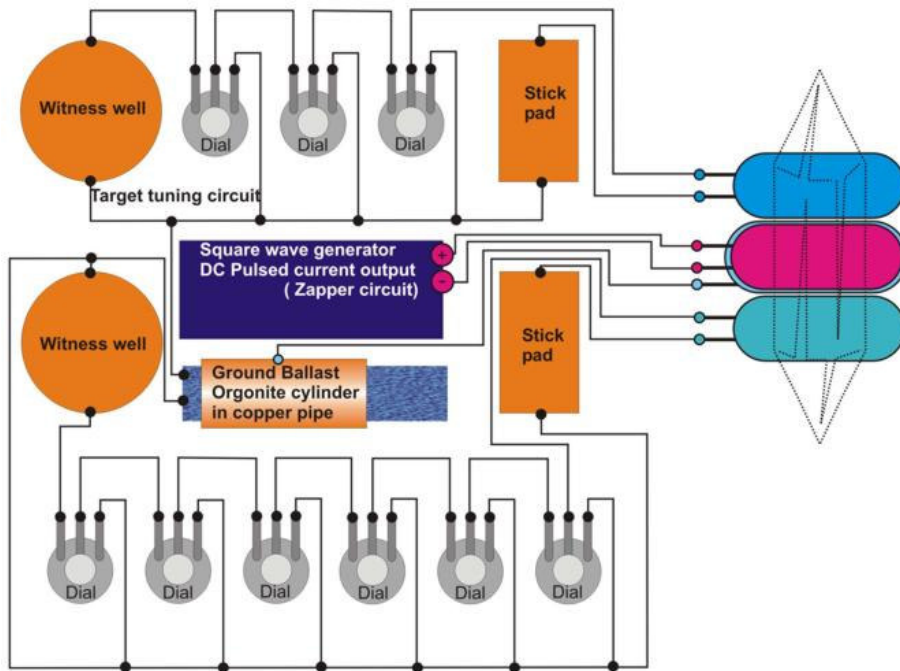 Witness well
Dial
Dial
Dial
Stick
pad
Target tuning circuit
Square wave generator
DC Pulsed current output
( Zapper circuit)
+
-
Witness well
Stick
pad
Ground Ballast
Orgonite cylinder
in copper pipe
Dial
Dial
Dial
Dial
Dial
Dial